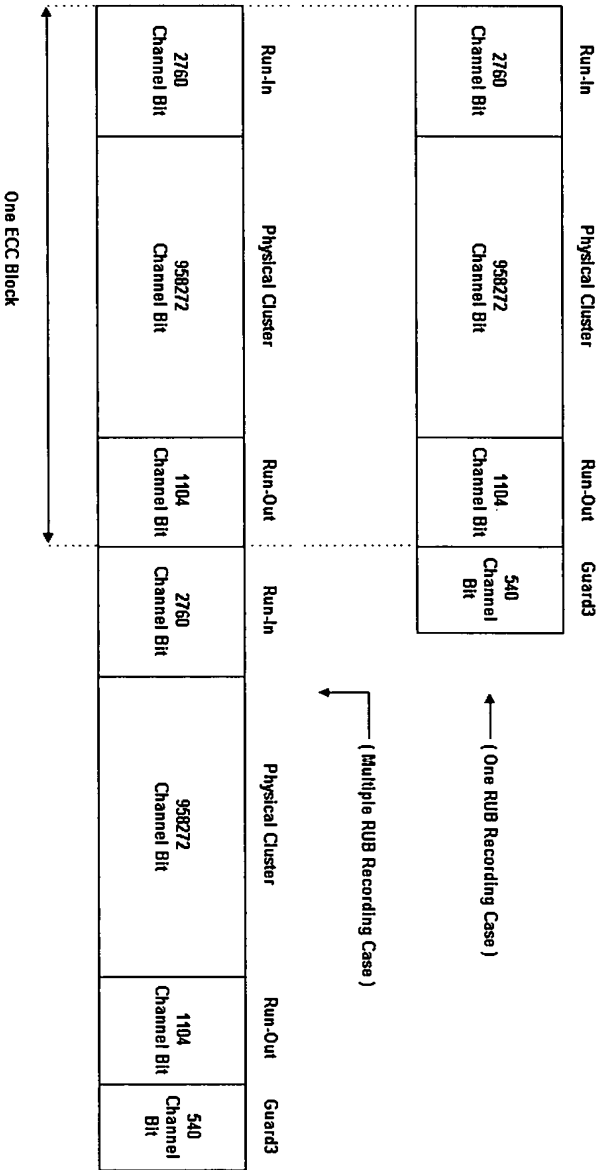 Run-In
Physical Cluster
Run-Out
Guard3
2760
Channel Bit
958272
Channel Bit
1104
Channel Bit
540
Channel
Bit
( One RUB Recording Case )
( Multiple RUB Recording Case )
Run-In
Physical Cluster
Run-Out
Run-In
Physical Cluster
Run-Out
Guard3
2760
Channel Bit
958272
Channel Bit
1104
Channel Bit
2760
Channel Bit
958272
Channel Bit
1104
Channel Bit
540
Channel
Bit
One ECC Block